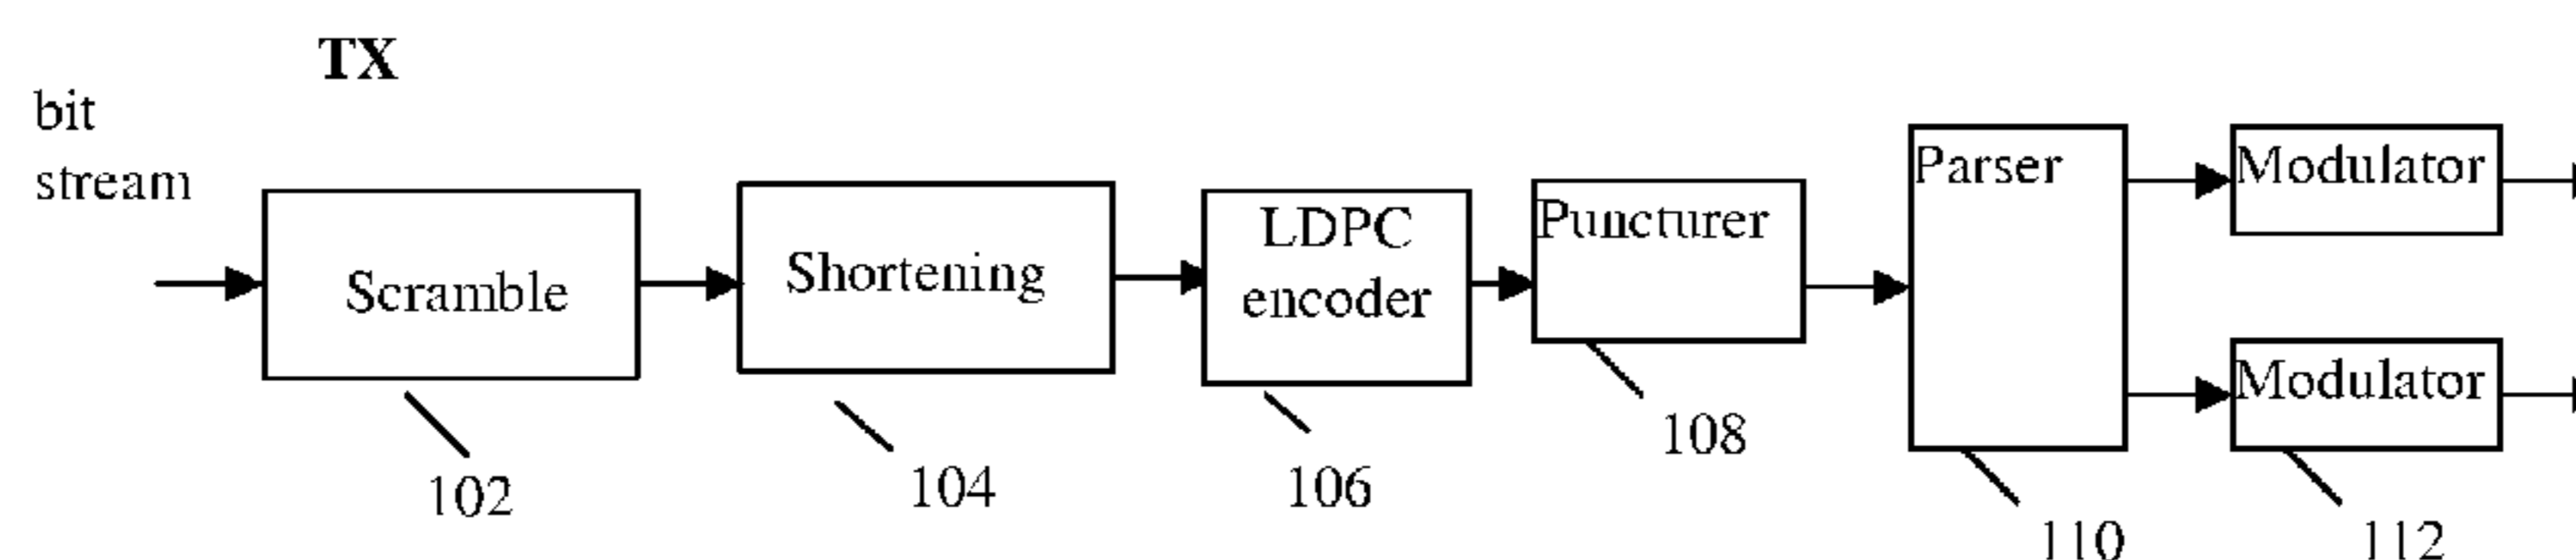 TX
bit
stream
Scramble
Shortening
LDPC
encoder
Puncturer
Parser
Modulator
Modulator
102
104
106
108
110
112